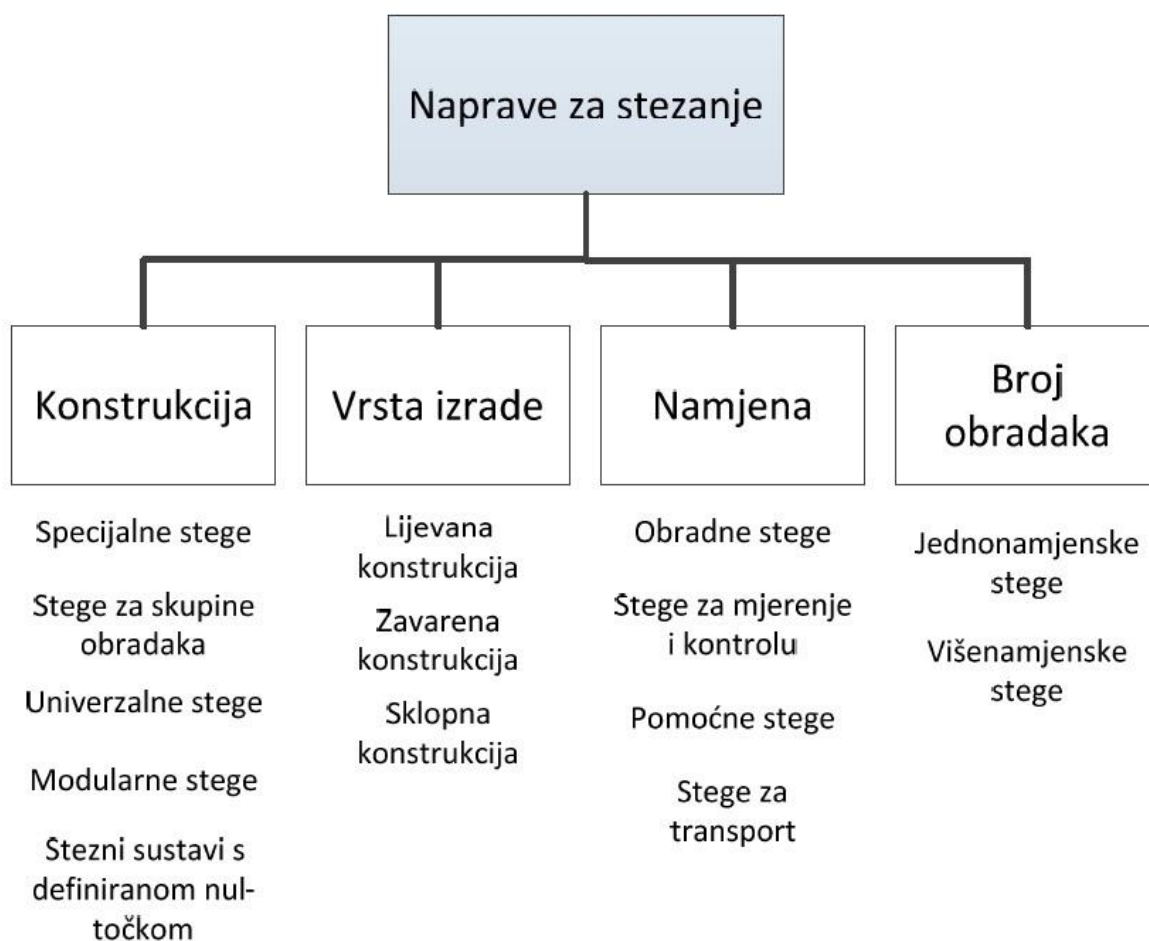 Naprave za stezanje
Konstrukcija
Vrsta izrade
Namjena
Broj
obradaka
Specijalne stege
Stege za skupine
obradaka
Univerzalne stege
Modularne stege
Stezni sustavi s
definiranom nul-
točkom
Lijevana
konstrukcija
Zavarena
konstrukcija
Sklopna
konstrukcija
Obradne stege
Stege za mjerenje
i kontrolu
Pomoćne stege
Stege za
transport
Jednonamjenske
stege
Višenamjenske
stege